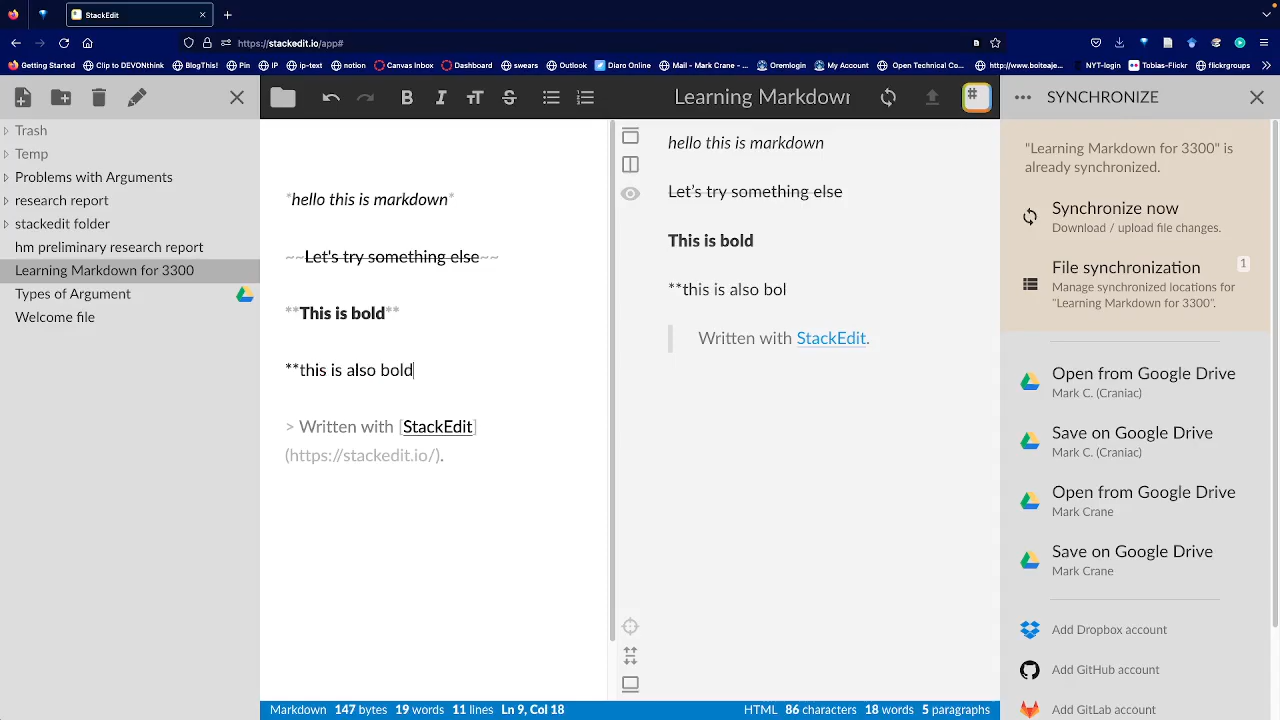 StackEdit
https://stackedit.io/app#
Getting Started
Clip to DEVONthink
BlogThis!
Pin
IP
ip-text
notion
Canvas Inbox
Dashboard
swears
Outlook
Diaro Online
Mail - Mark Crane - ...
Oremlogin
My Account
Open Technical Co...
http://www.boiteaje...
NYT-login
Tobias-Flickr
flickrgroups
Learning Markdown
SYNCHRONIZE
Trash
Temp
Problems with Arguments
research report
stackedit folder
hm preliminary research report
Learning Markdown for 3300
Types of Argument
Welcome file
*hello this is markdown*
~~Let's try something else~~
**This is bold**
**this is also bold
> Written with [StackEdit]
(https://stackedit.io/).
hello this is markdown
Let’s try something else
This is bold
**this is also bol
Written with StackEdit.
"Learning Markdown for 3300" is
already synchronized.
Synchronize now
Download / upload file changes.
File synchronization 1
Manage synchronized locations for
"Learning Markdown for 3300".
Open from Google Drive
Mark C. (Craniac)
Save on Google Drive
Mark C. (Craniac)
Open from Google Drive
Mark Crane
Save on Google Drive
Mark Crane
Add Dropbox account
Add GitHub account
Add GitLab account
Markdown 147 bytes 19 words 11 lines Ln 9, Col 18
HTML 86 characters 18 words 5 paragraphs